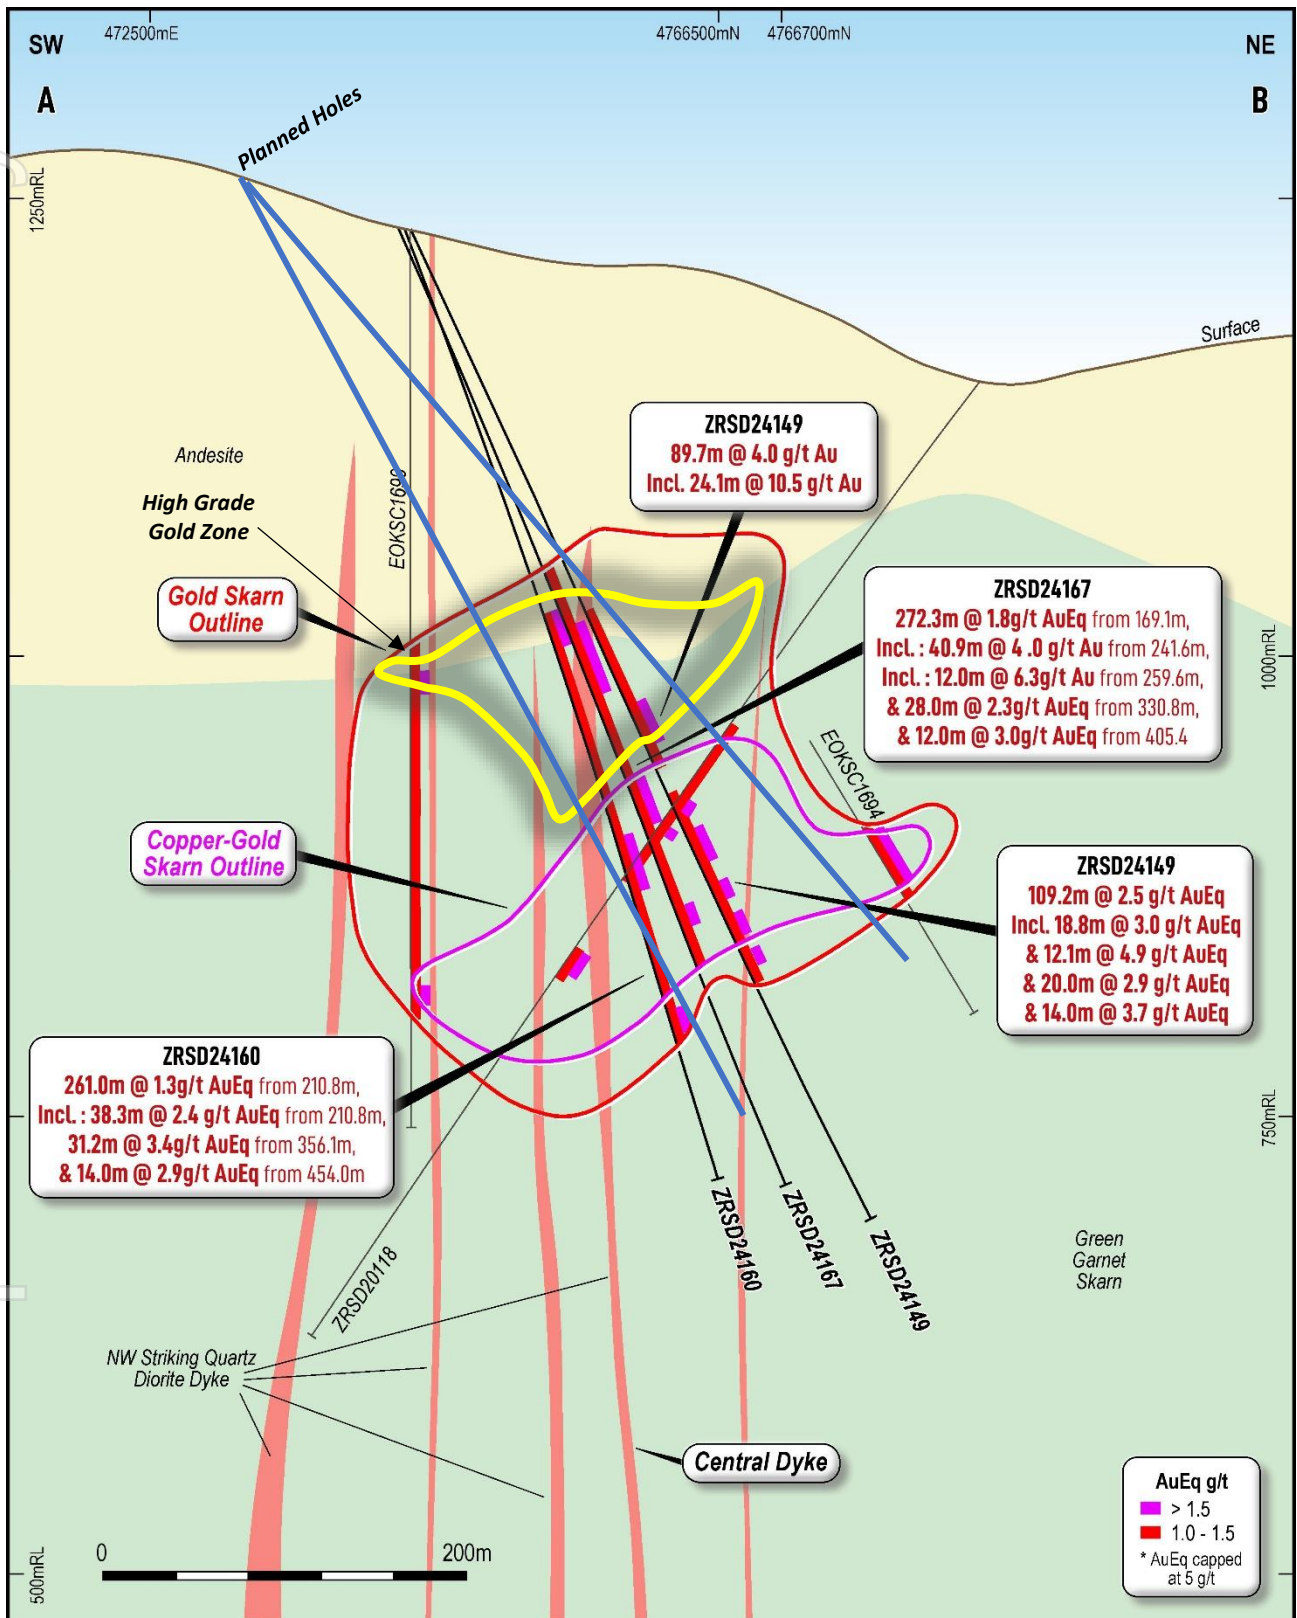 472500mE
4766500mN
4766700mN
SW
NE
A
B
Planned Holes
1250mRL
Surface
ZRSD24149
89.7m @ 4.0 g/t Au
Incl. 24.1m @ 10.5 g/t Au
Andesite
High Grade
Gold Zone
EOKSC1690
Gold Skarn
Outline
ZRSD24167
272.3m @ 1.8g/t AuEq from 169.1m,
Incl. : 40.9m @ 4 .0 g/t Au from 241.6m,
Incl. : 12.0m @ 6.3g/t Au from 259.6m,
& 28.0m @ 2.3g/t AuEq from 330.8m,
& 12.0m @ 3.0g/t AuEq from 405.4
1000mRL
EOKSC1694
Copper-Gold
Skarn Outline
ZRSD24149
109.2m @ 2.5 g/t AuEq
Incl. 18.8m @ 3.0 g/t AuEq
& 12.1m @ 4.9 g/t AuEq
& 20.0m @ 2.9 g/t AuEq
& 14.0m @ 3.7 g/t AuEq
ZRSD24160
261.0m @ 1.3g/t AuEq from 210.8m,
Incl. : 38.3m @ 2.4 g/t AuEq from 210.8m,
31.2m @ 3.4g/t AuEq from 356.1m,
& 14.0m @ 2.9g/t AuEq from 454.0m
750mRL
ZRSD24160
ZRSD24167
ZRSD24149
ZRSD20118
Green
Garnet
Skarn
NW Striking Quartz
Diorite Dyke
Central Dyke
AuEq g/t
> 1.5
1.0 - 1.5
* AuEq capped
at 5 g/t
0
200m
500mRL